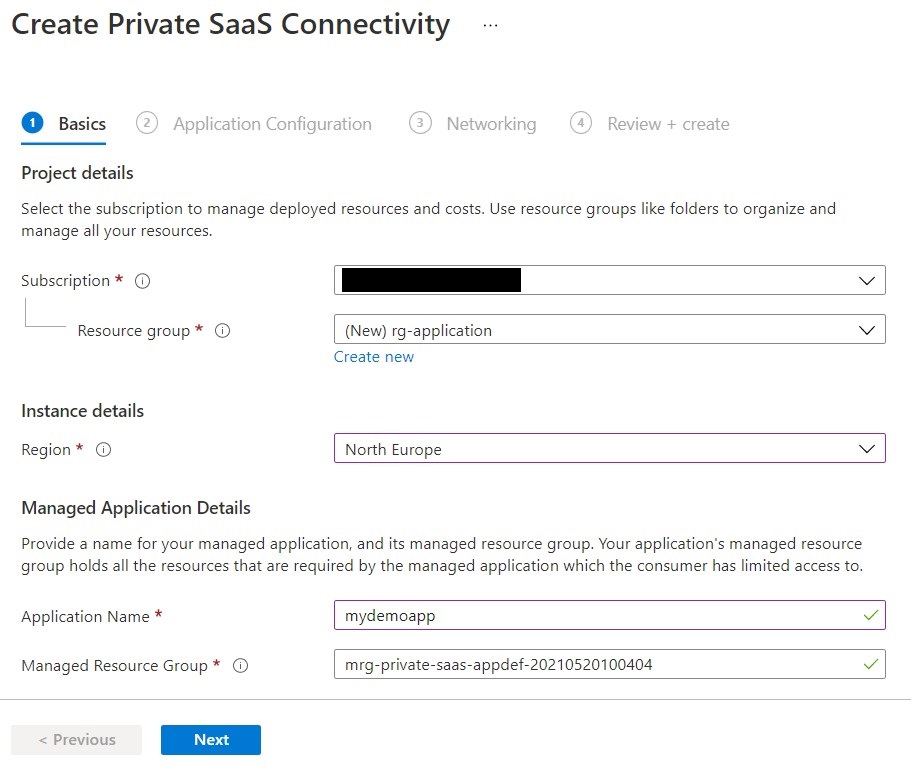 Create Private SaaS Connectivity ...
1 Basics 2 Application Configuration 3 Networking 4 Review + create
Project details
Select the subscription to manage deployed resources and costs. Use resource groups like folders to organize and
manage all your resources.
Subscription *
Resource group * (New) rg-application
Create new
Instance details
Region * North Europe
Managed Application Details
Provide a name for your managed application, and its managed resource group. Your application's managed resource
group holds all the resources that are required by the managed application which the consumer has limited access to.
Application Name * mydemoapp
Managed Resource Group * mrg-private-saas-appdef-20210520100404
< Previous Next